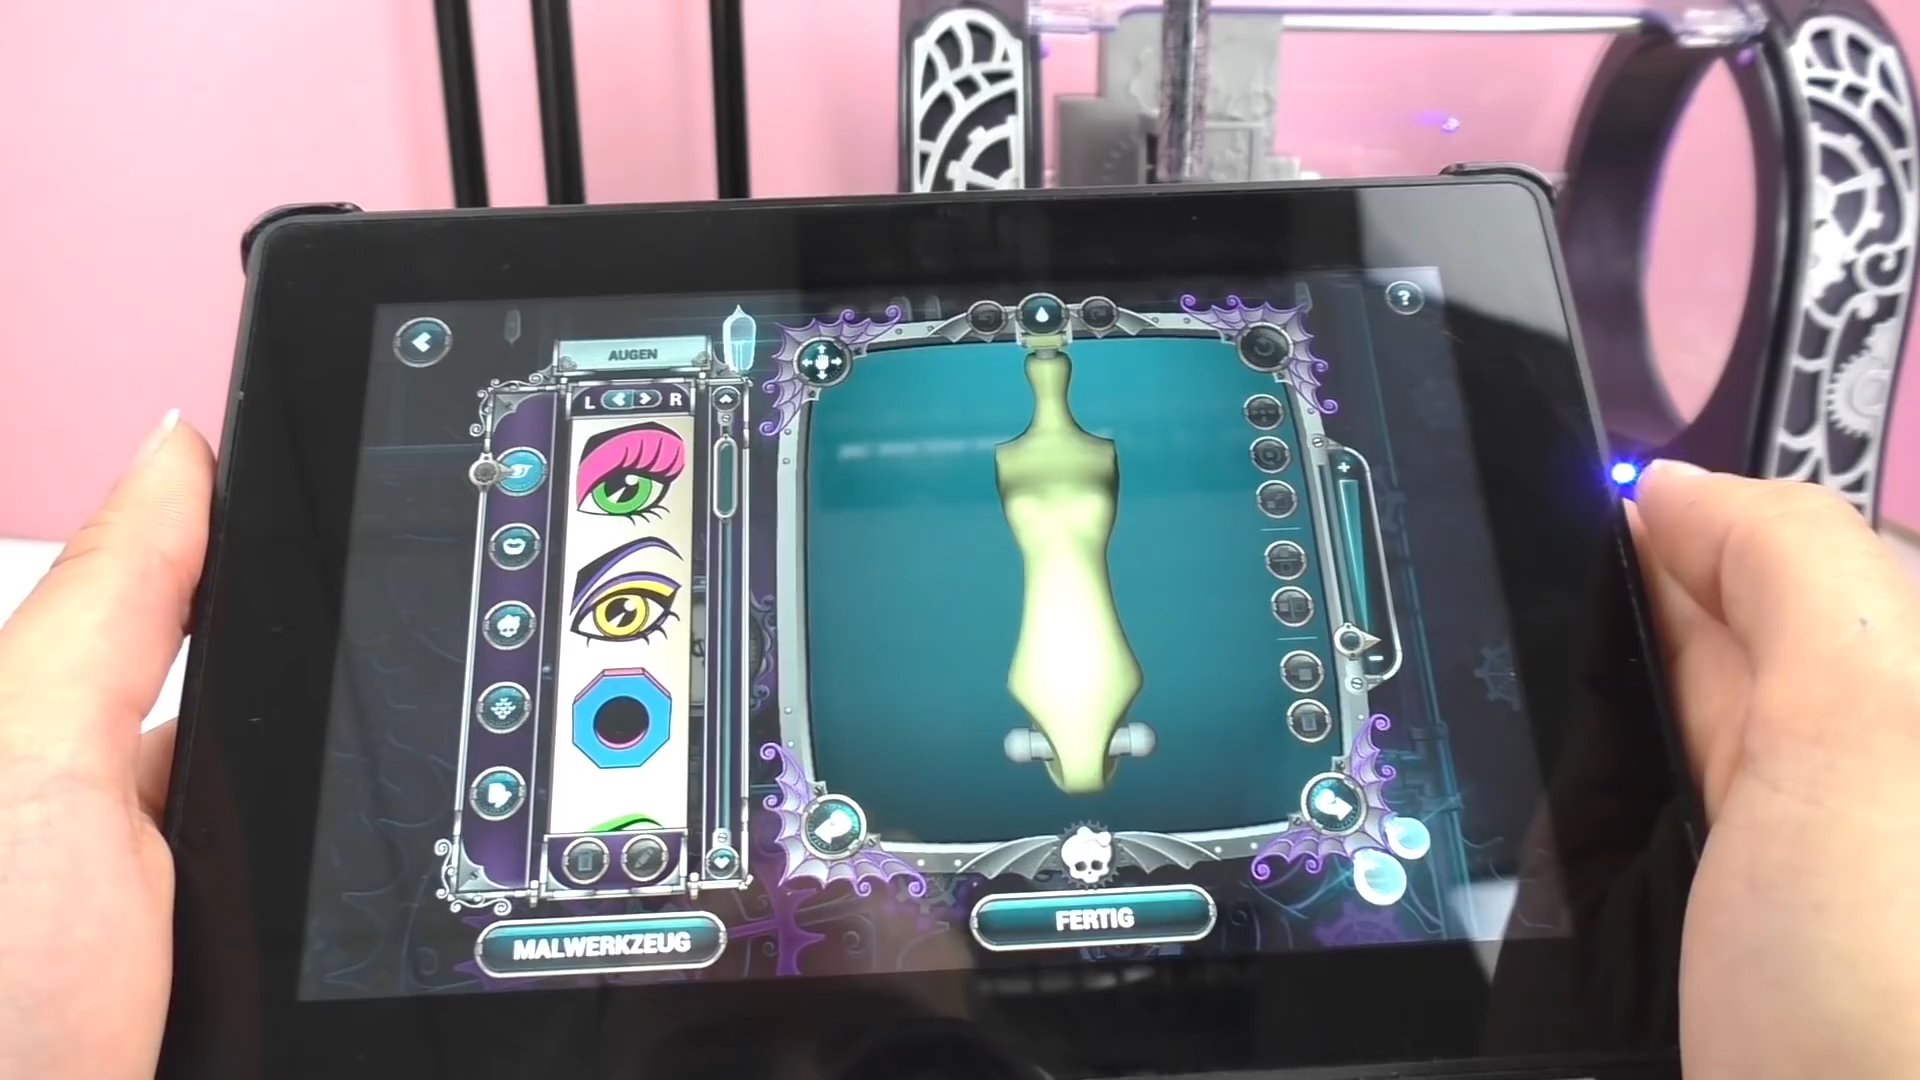 ?
AUGEN
L R
+
-
MALWERKZEUG
FERTIG